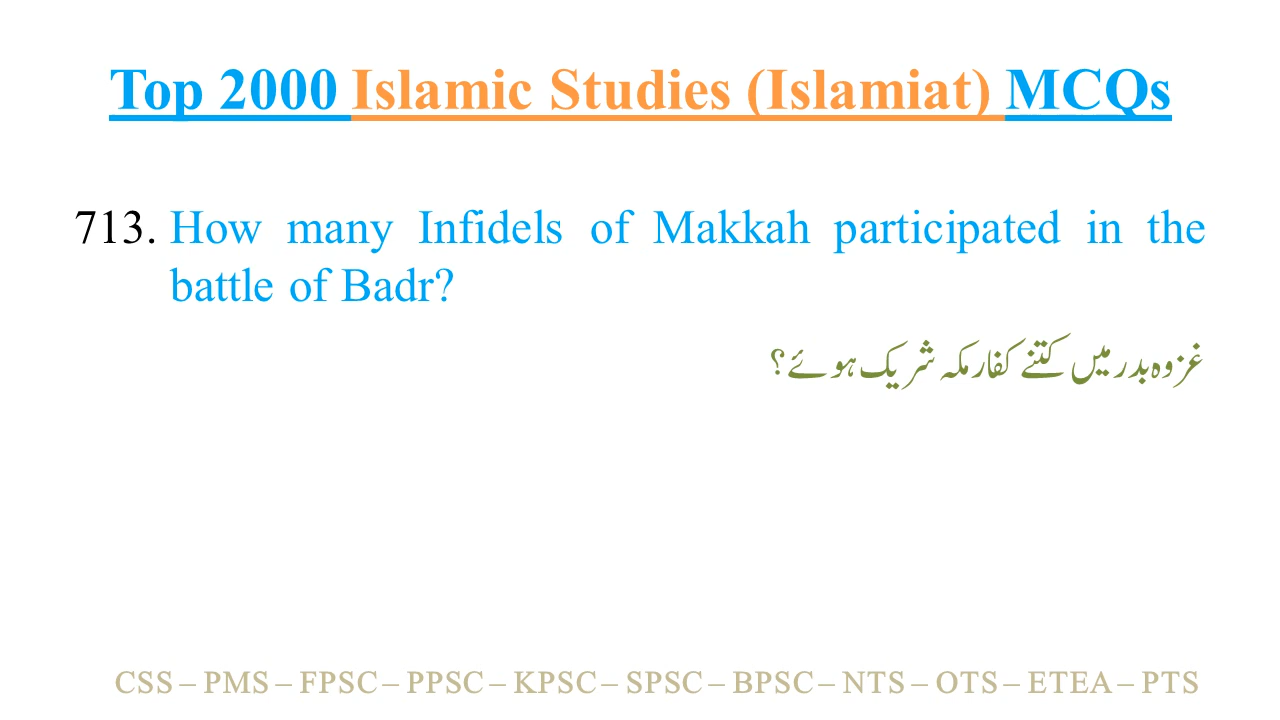 Top 2000 Islamic Studies (Islamiat) MCQs
713. How many Infidels of Makkah participated in the
battle of Badr?
غزوہ بدر میں کتنے کفار مکہ شریک ہوئے؟
CSS – PMS – FPSC – PPSC – KPSC – SPSC – BPSC – NTS – OTS – ETEA – PTS